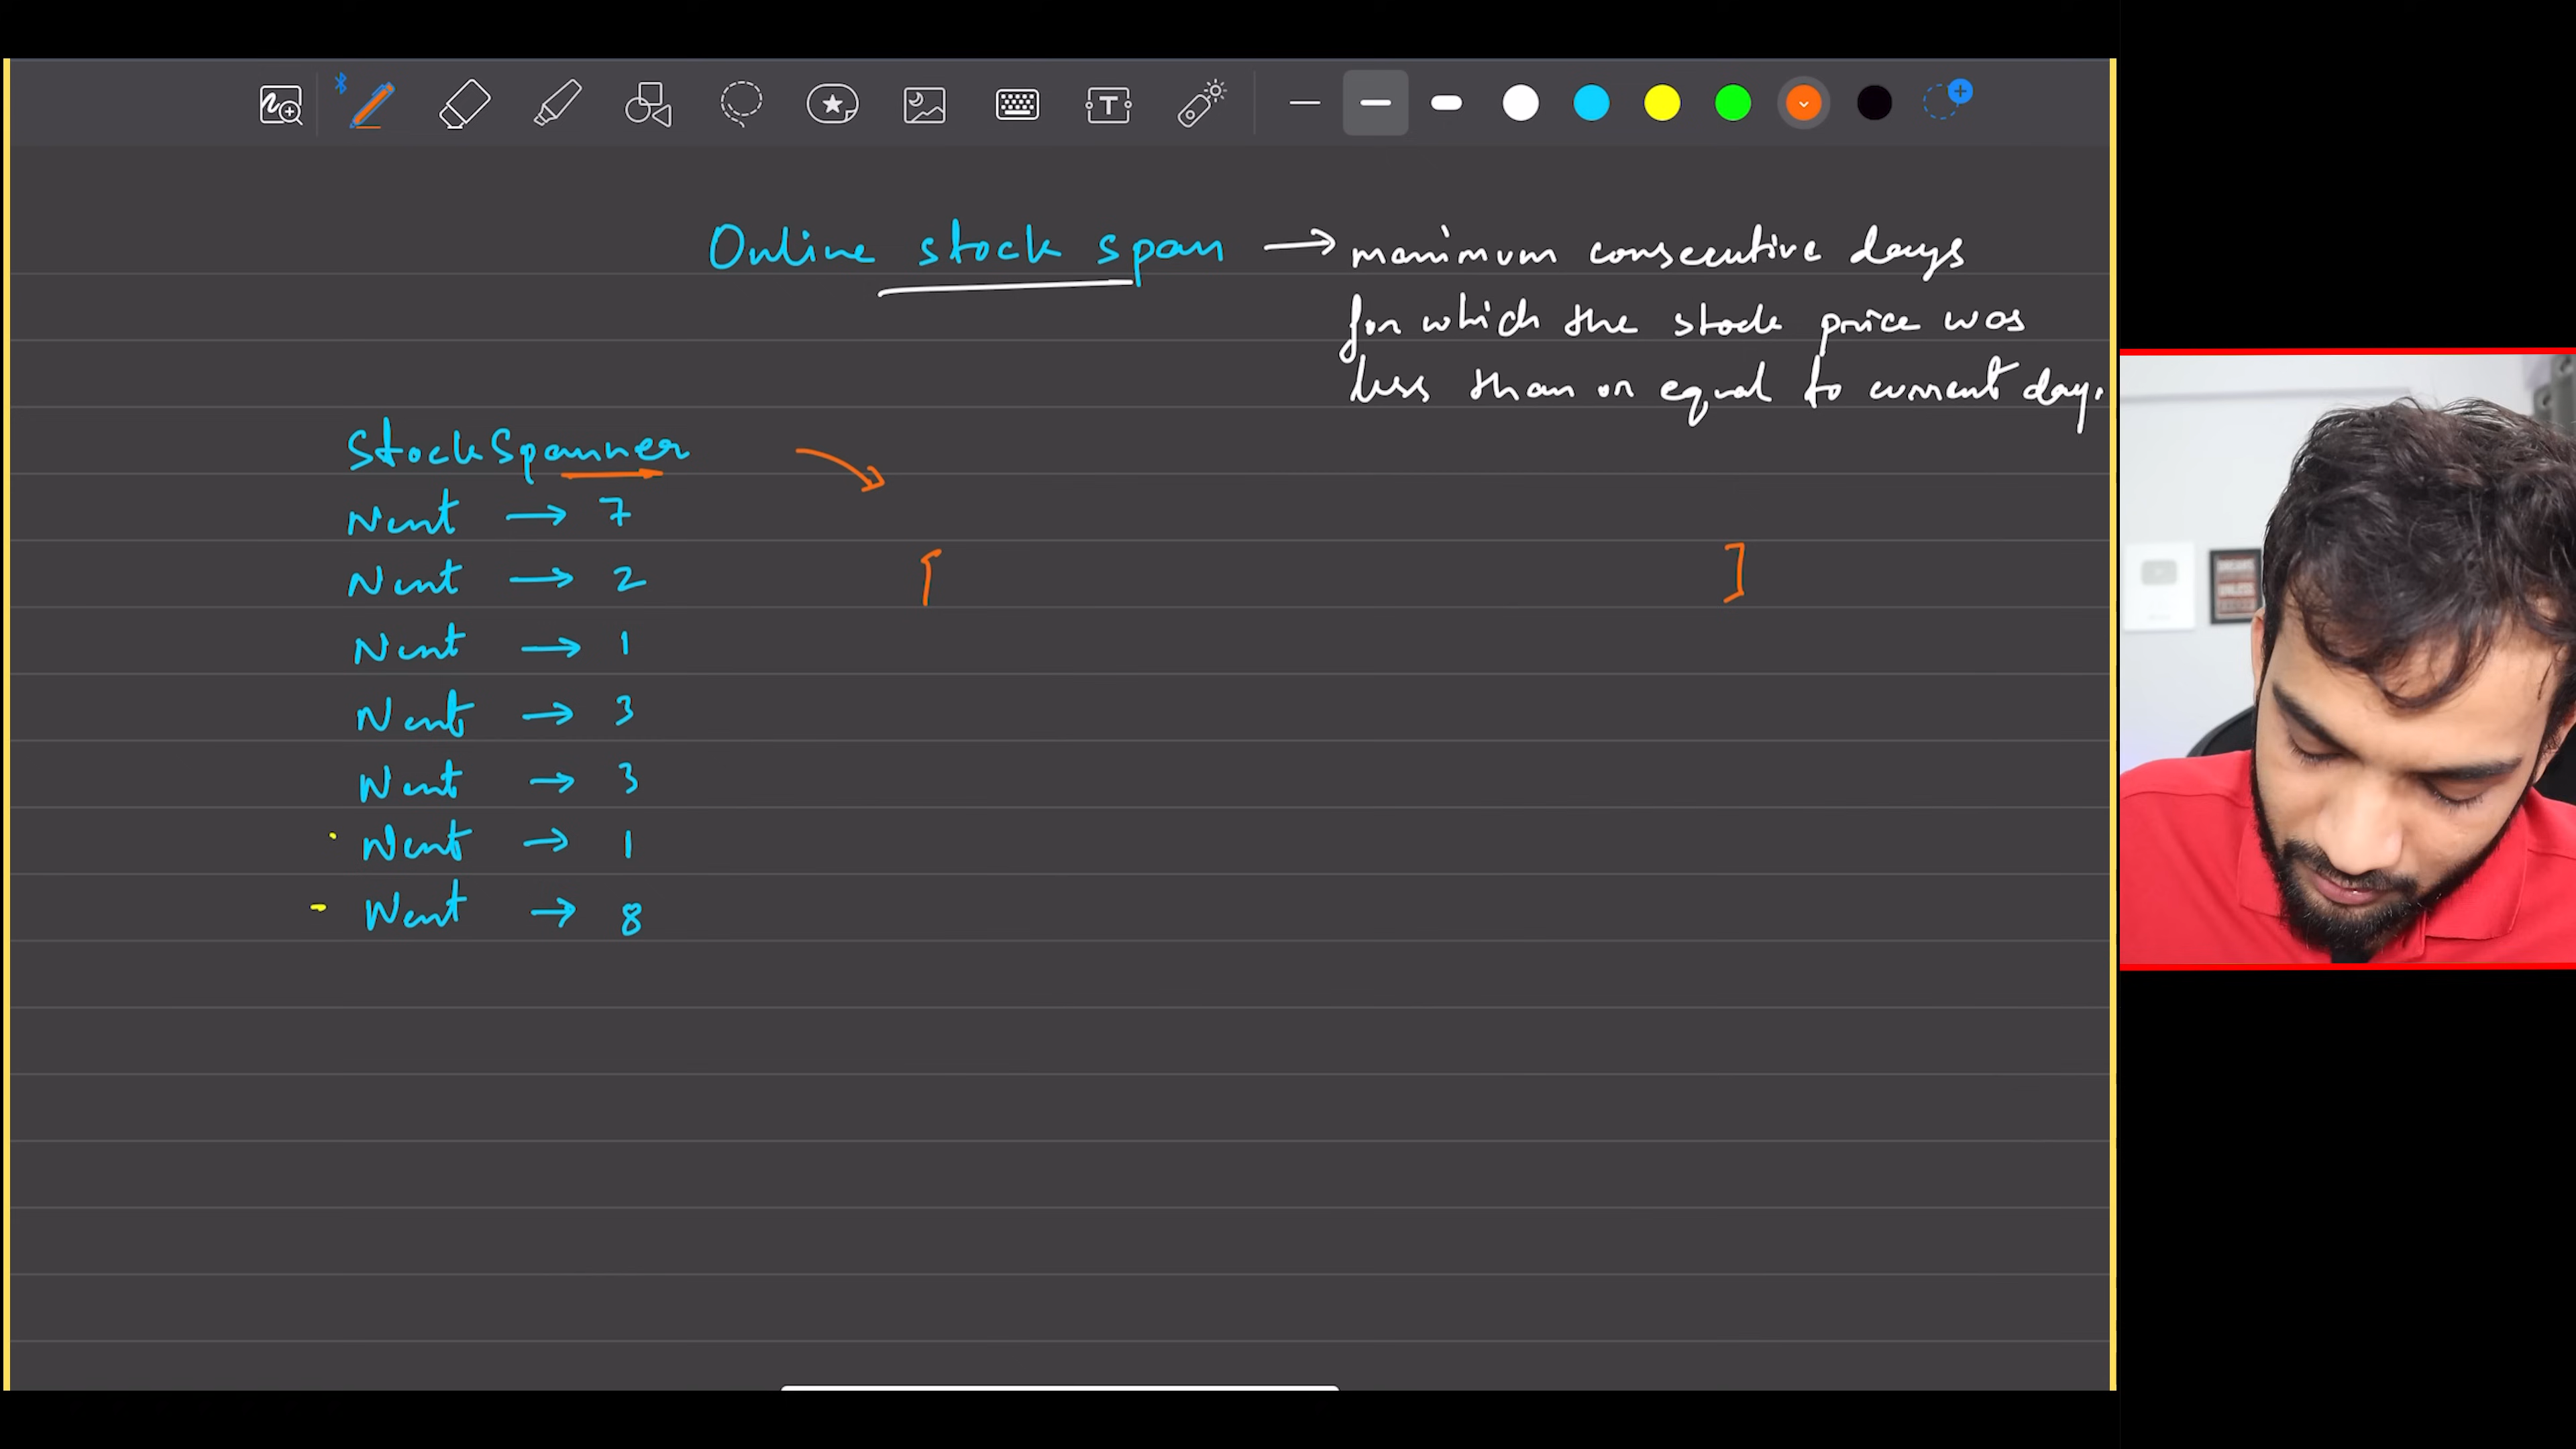 Online stock span → maximum consecutive days
for which the stock price was
less than or equal to current day.
StockSpanner
Next → 7
Next → 2
Next → 1
Next → 3
Next → 3
Next → 1
Next → 8
[ ]